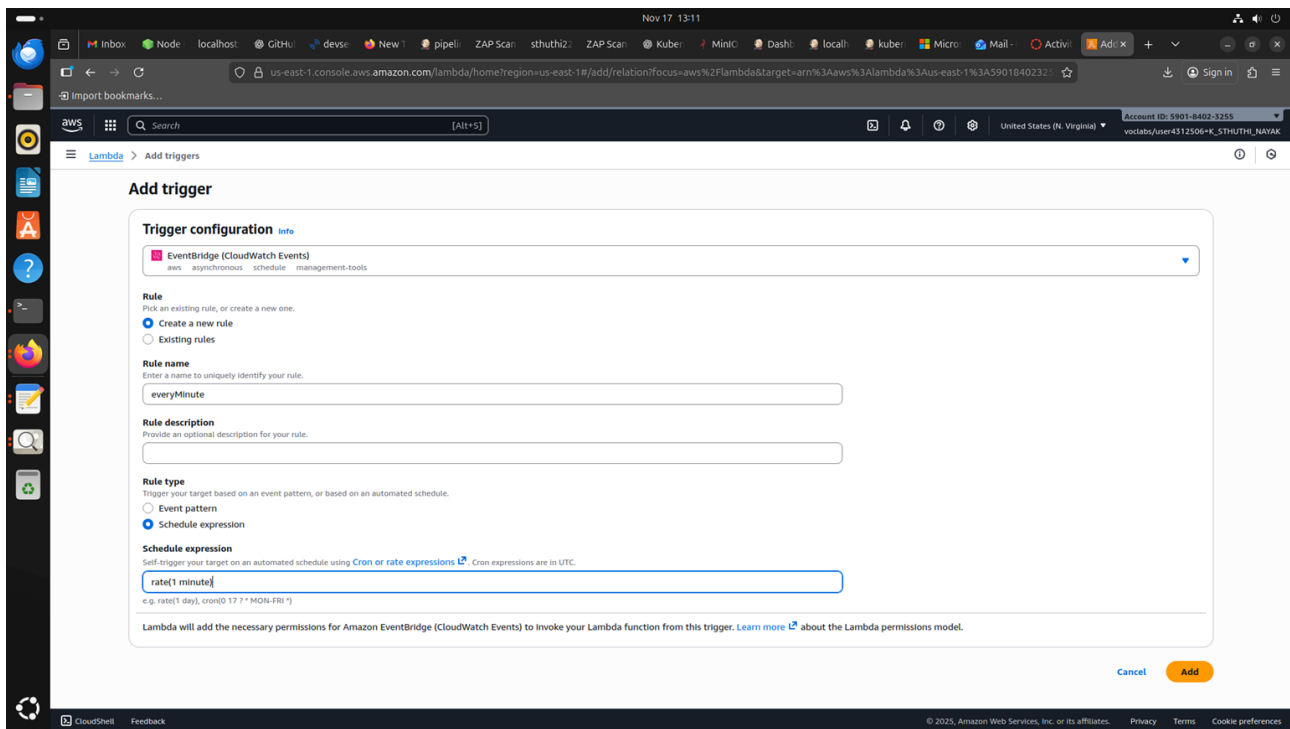 Nov 17 13:11
Inbox Node localhost GitHu devse New T pipeli ZAP Scan sthuthi22 ZAP Scan Kuber MinIO Dashb localh kuber Micro Mail - Activi Add
us-east-1.console.aws.amazon.com/lambda/home?region=us-east-1#/add/relation?focus=aws%2Flambda&target=arn%3Aaws%3Alambda%3Aus-east-1%3A59018402325 Sign in
Import bookmarks...
aws Search [Alt+S] United States (N. Virginia) Account ID: 5901-8402-3255
voclabs/user4312506=K_STHUTHI_NAYAK
Lambda > Add triggers
Add trigger
Trigger configuration Info
EventBridge (CloudWatch Events)
aws asynchronous schedule management-tools
Rule
Pick an existing rule, or create a new one.
Create a new rule
Existing rules
Rule name
Enter a name to uniquely identify your rule.
everyMinute
Rule description
Provide an optional description for your rule.
Rule type
Trigger your target based on an event pattern, or based on an automated schedule.
Event pattern
Schedule expression
Schedule expression
Self-trigger your target on an automated schedule using Cron or rate expressions. Cron expressions are in UTC.
rate(1 minute)
e.g. rate(1 day), cron(0 17 ? * MON-FRI *)
Lambda will add the necessary permissions for Amazon EventBridge (CloudWatch Events) to invoke your Lambda function from this trigger. Learn more about the Lambda permissions model.
Cancel Add
CloudShell Feedback © 2025, Amazon Web Services, Inc. or its affiliates. Privacy Terms Cookie preferences